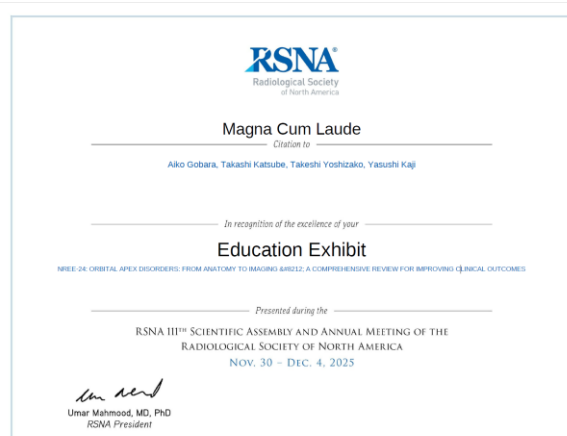 RSNA®
Radiological Society
of North America
Magna Cum Laude
Citation to
Aiko Gobara, Takashi Katsube, Takeshi Yoshizako, Yasushi Kaji
In recognition of the excellence of your
Education Exhibit
NREE-24: ORBITAL APEX DISORDERS: FROM ANATOMY TO IMAGING &#8212; A COMPREHENSIVE REVIEW FOR IMPROVING CLINICAL OUTCOMES
Presented during the
RSNA 111TH SCIENTIFIC ASSEMBLY AND ANNUAL MEETING OF THE
RADIOLOGICAL SOCIETY OF NORTH AMERICA
NOV. 30 – DEC. 4, 2025
Umar Mahmood, MD, PhD
RSNA President